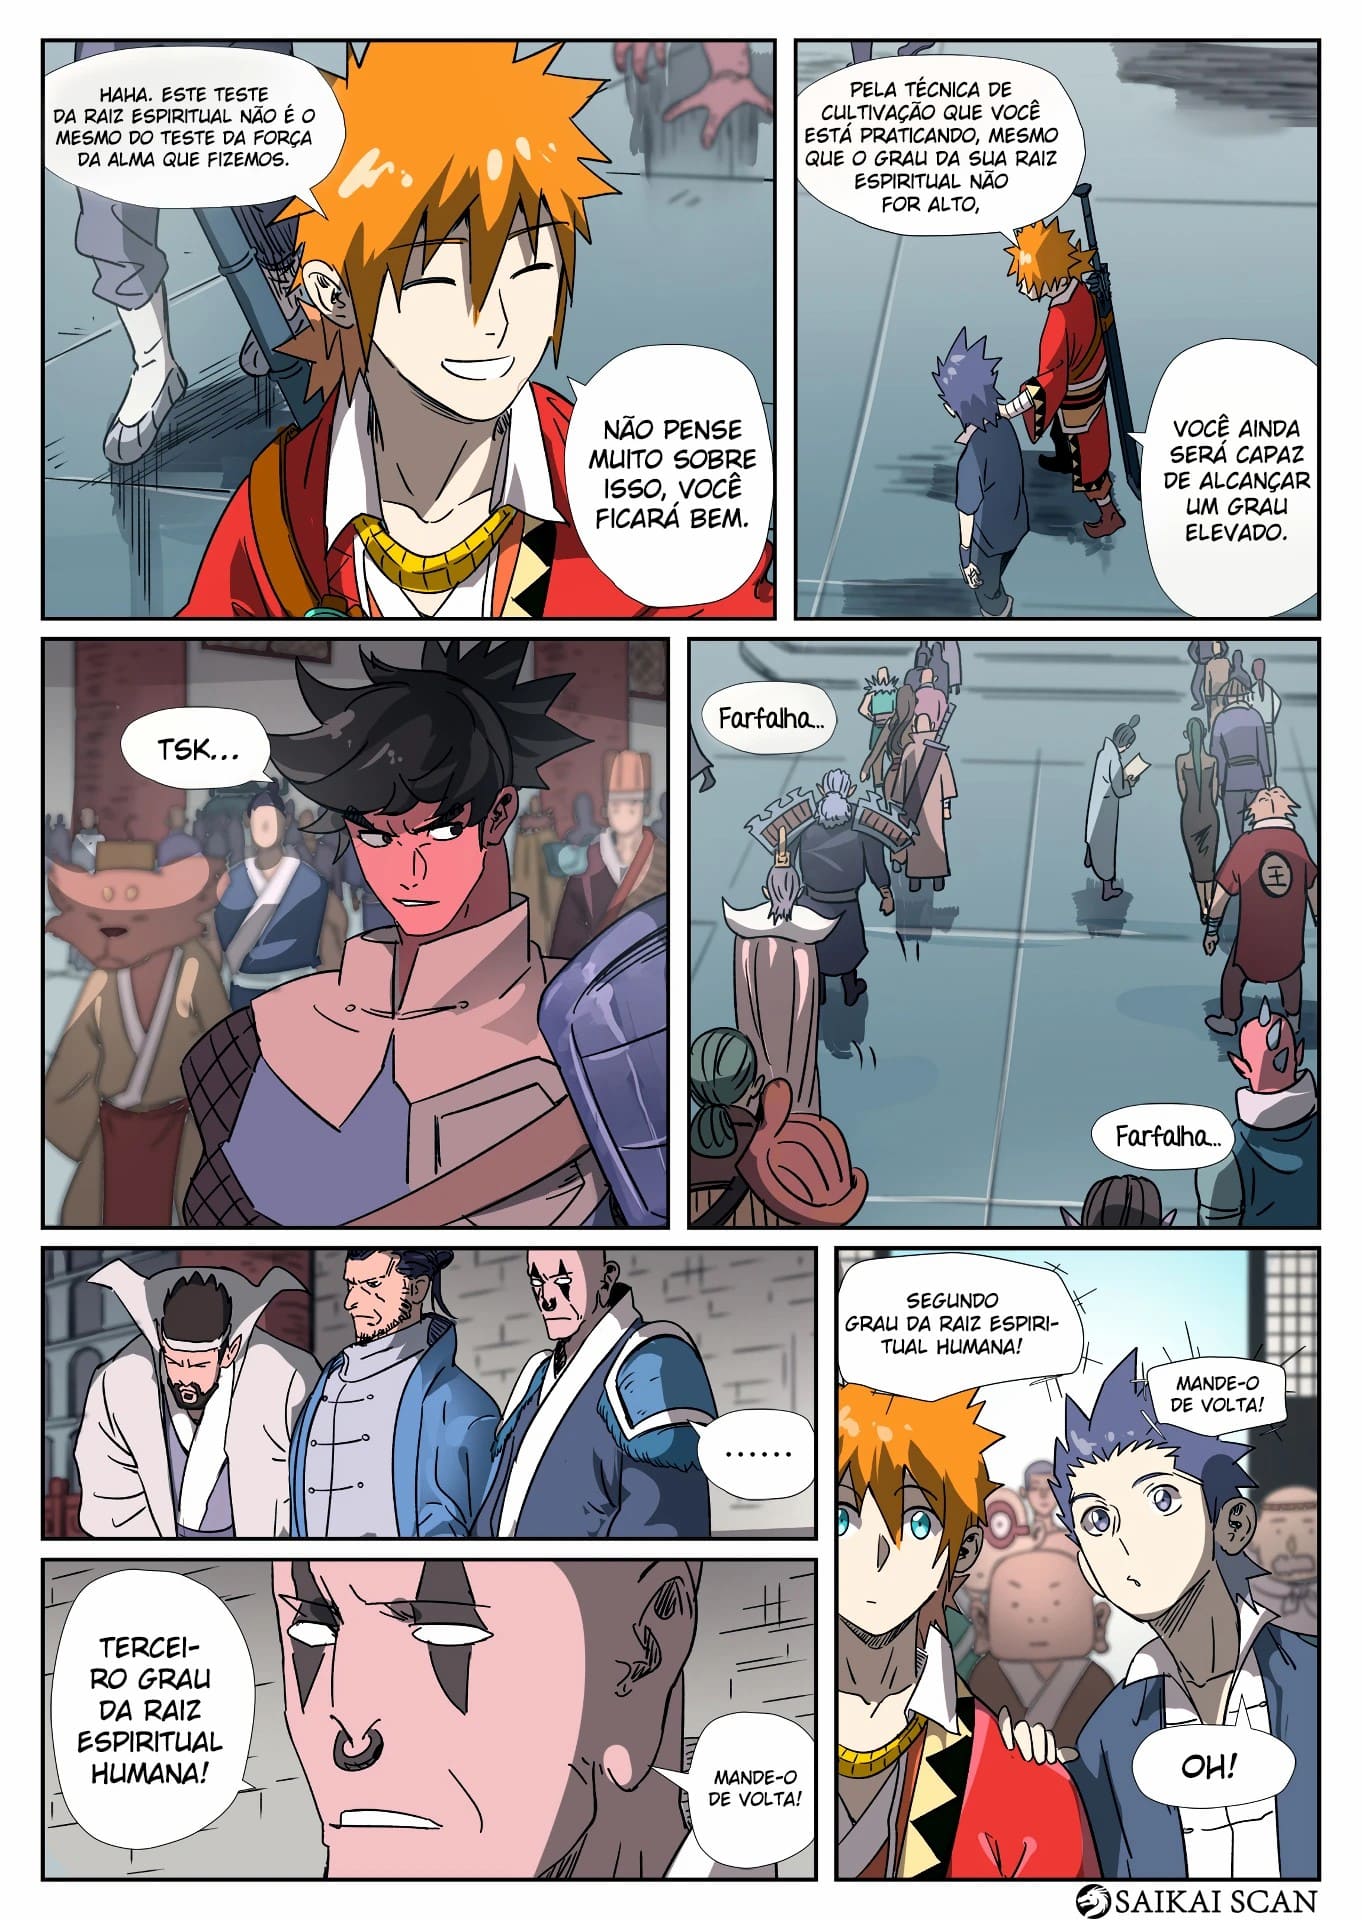 HAHA. ESTE TESTE
DA RAIZ ESPIRITUAL NÃO É O
MESMO DO TESTE DA FORÇA
DA ALMA QUE FIZEMOS.
NÃO PENSE
MUITO SOBRE
ISSO, VOCÊ
FICARÁ BEM.
PELA TÉCNICA DE
CULTIVAÇÃO QUE VOCÊ
ESTÁ PRATICANDO, MESMO
QUE O GRAU DA SUA RAIZ
ESPIRITUAL NÃO
FOR ALTO,
VOCÊ AINDA
SERÁ CAPAZ
DE ALCANÇAR
UM GRAU
ELEVADO.
TSK...
Farfalha...
王
Farfalha...
......
SEGUNDO
GRAU DA RAIZ ESPIRI-
TUAL HUMANA!
MANDE-O
DE VOLTA!
OH!
TERCEI-
RO GRAU
DA RAIZ
ESPIRITUAL
HUMANA!
MANDE-O
DE VOLTA!
SAIKAI SCAN